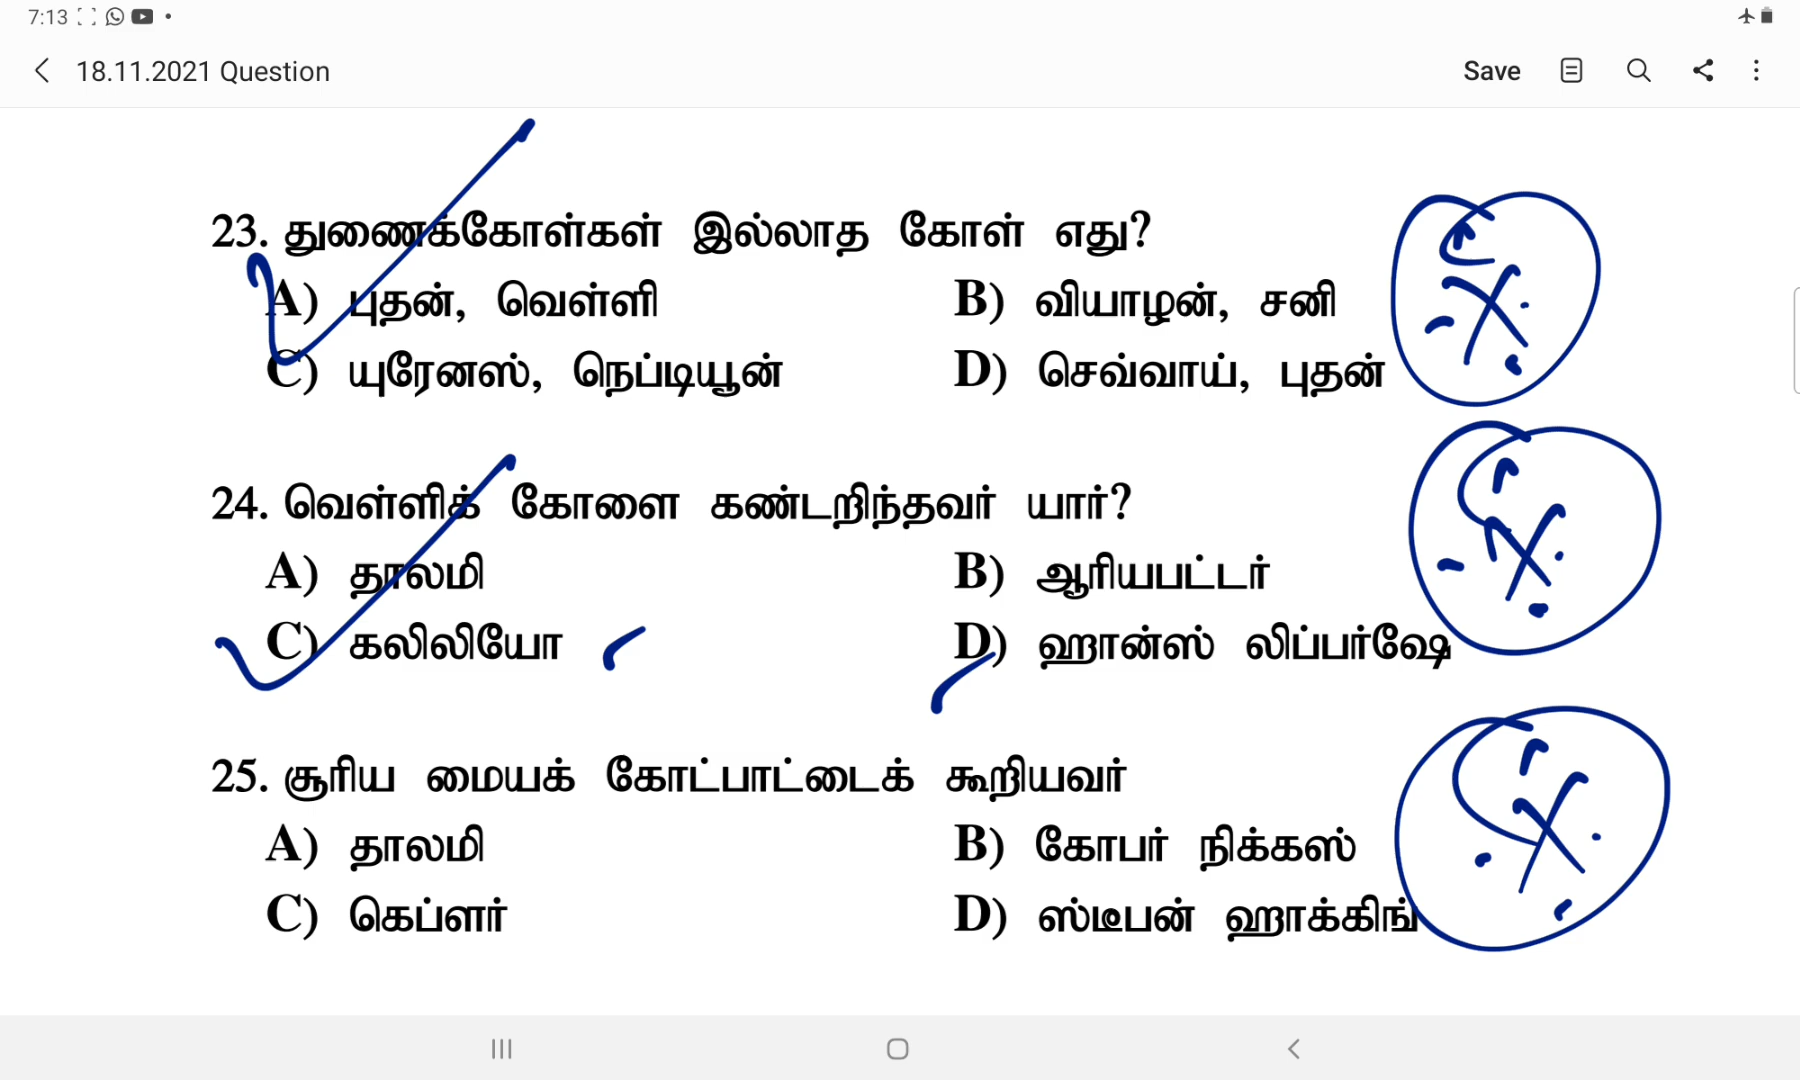 7:13
18.11.2021 Question
Save
23. துணைக்கோள்கள் இல்லாத கோள் எது?
A) புதன், வெள்ளி B) வியாழன், சனி
C) யுரேனஸ், நெப்டியூன் D) செவ்வாய், புதன்
24. வெள்ளிக் கோளை கண்டறிந்தவர் யார்?
A) தாலமி B) ஆரியபட்டர்
C) கலிலியோ D) ஹான்ஸ் லிப்பர்ஷே
25. சூரிய மையக் கோட்பாட்டைக் கூறியவர்
A) தாலமி B) கோபர் நிக்கஸ்
C) கெப்ளர் D) ஸ்டீபன் ஹாக்கிங்